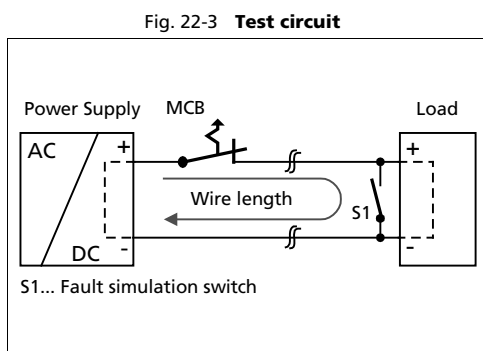 Fig. 22-3 Test circuit
Power Supply MCB Load
AC + +
Wire length
S1
DC - -
S1... Fault simulation switch